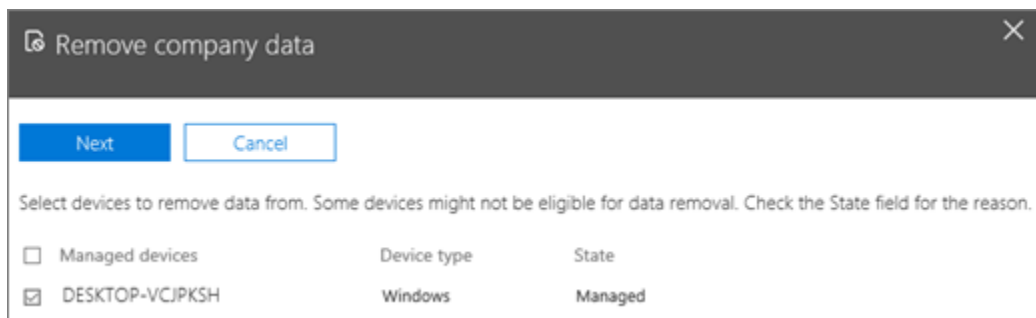 Remove company data
Next Cancel
Select devices to remove data from. Some devices might not be eligible for data removal. Check the State field for the reason.
Managed devices Device type State
DESKTOP-VCJPKSH Windows Managed